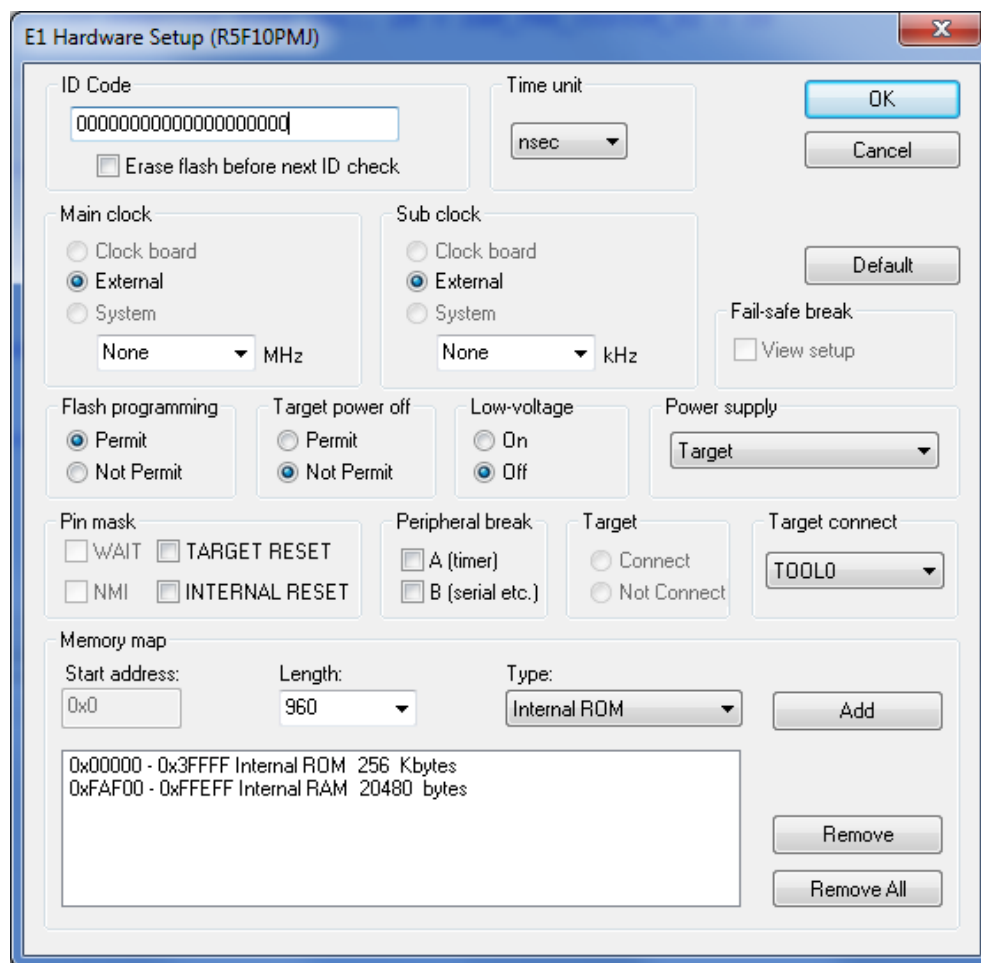 E1 Hardware Setup (R5F10PMJ)
ID Code
00000000000000000000
Erase flash before next ID check
Time unit
nsec
OK
Cancel
Main clock
Clock board
External
System
None MHz
Sub clock
Clock board
External
System
None kHz
Default
Fail-safe break
View setup
Flash programming
Permit
Not Permit
Target power off
Permit
Not Permit
Low-voltage
On
Off
Power supply
Target
Pin mask
WAIT TARGET RESET
NMI INTERNAL RESET
Peripheral break
A (timer)
B (serial etc.)
Target
Connect
Not Connect
Target connect
TOOL0
Memory map
Start address: Length: Type:
0x0 960 Internal ROM Add
0x00000 - 0x3FFFF Internal ROM 256 Kbytes
0xFAF00 - 0xFFEFF Internal RAM 20480 bytes
Remove
Remove All